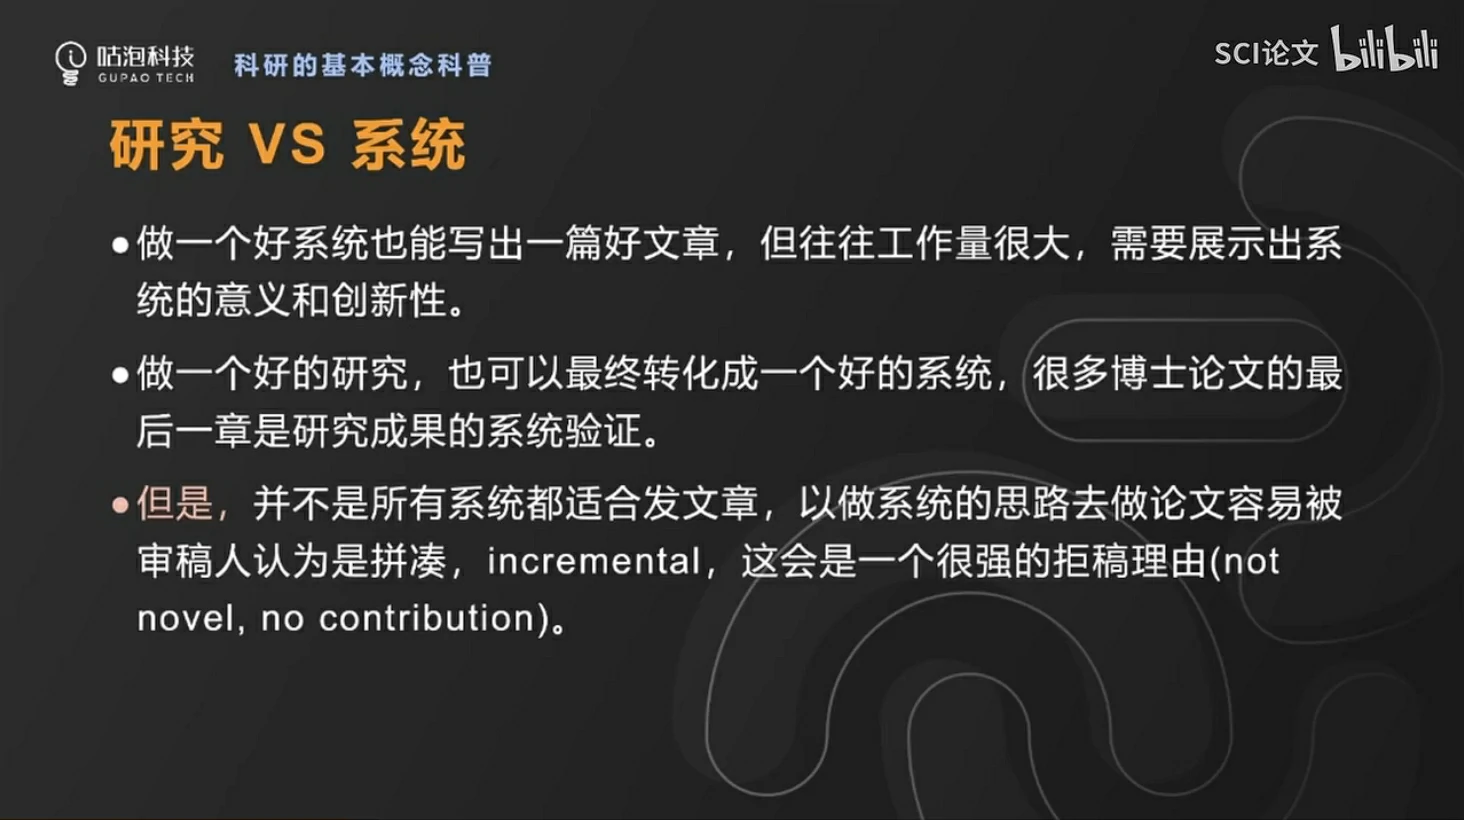 咕泡科技
GUPAO TECH
科研的基本概念科普
SCI论文 bilibili
研究 VS 系统
●做一个好系统也能写出一篇好文章，但往往工作量很大，需要展示出系
统的意义和创新性。
●做一个好的研究，也可以最终转化成一个好的系统，很多博士论文的最
后一章是研究成果的系统验证。
●但是，并不是所有系统都适合发文章，以做系统的思路去做论文容易被
审稿人认为是拼凑，incremental，这会是一个很强的拒稿理由(not
novel, no contribution)。